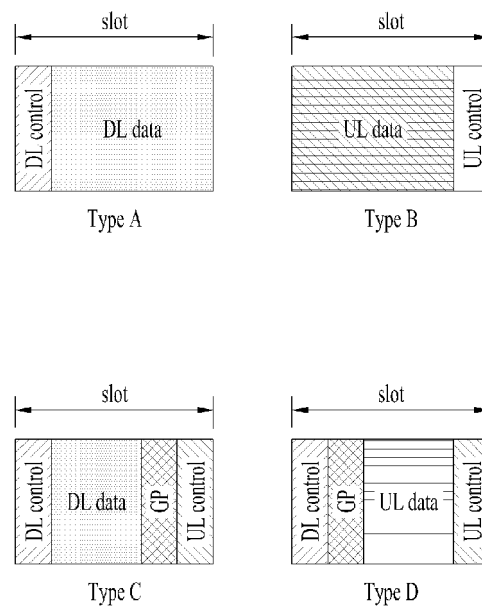 slot
DL control
DL data
Type A
slot
UL data
UL control
Type B
slot
DL control
DL data
GP
UL control
Type C
slot
DL control
GP
UL data
UL control
Type D